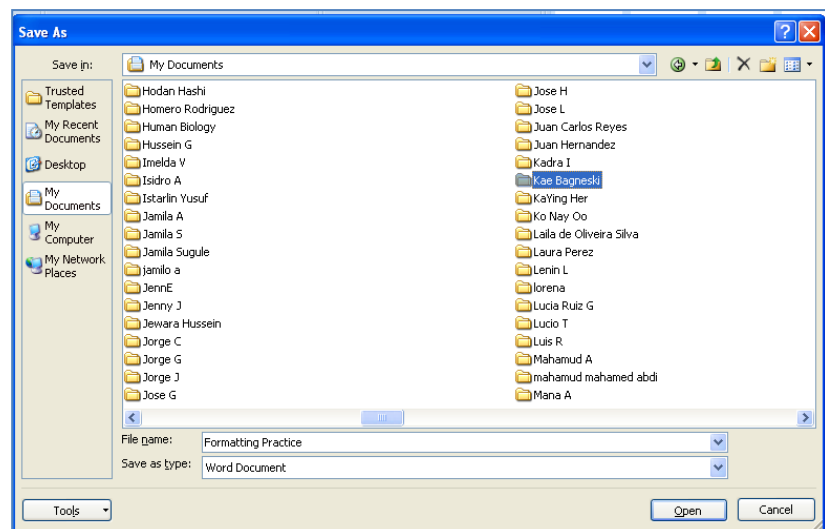 Save As
Save in:
My Documents
Trusted
Templates
My Recent
Documents
Desktop
My
Documents
My
Computer
My Network
Places
Hodan Hashi
Homero Rodriguez
Human Biology
Hussein G
Imelda V
Isidro A
Istarlin Yusuf
Jamila A
Jamila S
Jamila Sugule
jamilo a
JennE
Jenny J
Jewara Hussein
Jorge C
Jorge G
Jorge J
Jose G
Jose H
Jose L
Juan Carlos Reyes
Juan Hernandez
Kadra I
Kae Bagneski
KaYing Her
Ko Nay Oo
Laila de Oliveira Silva
Laura Perez
Lenin L
lorena
Lucia Ruiz G
Lucio T
Luis R
Mahamud A
mahamud mahamed abdi
Mana A
File name:
Formatting Practice
Save as type:
Word Document
Tools
Open
Cancel